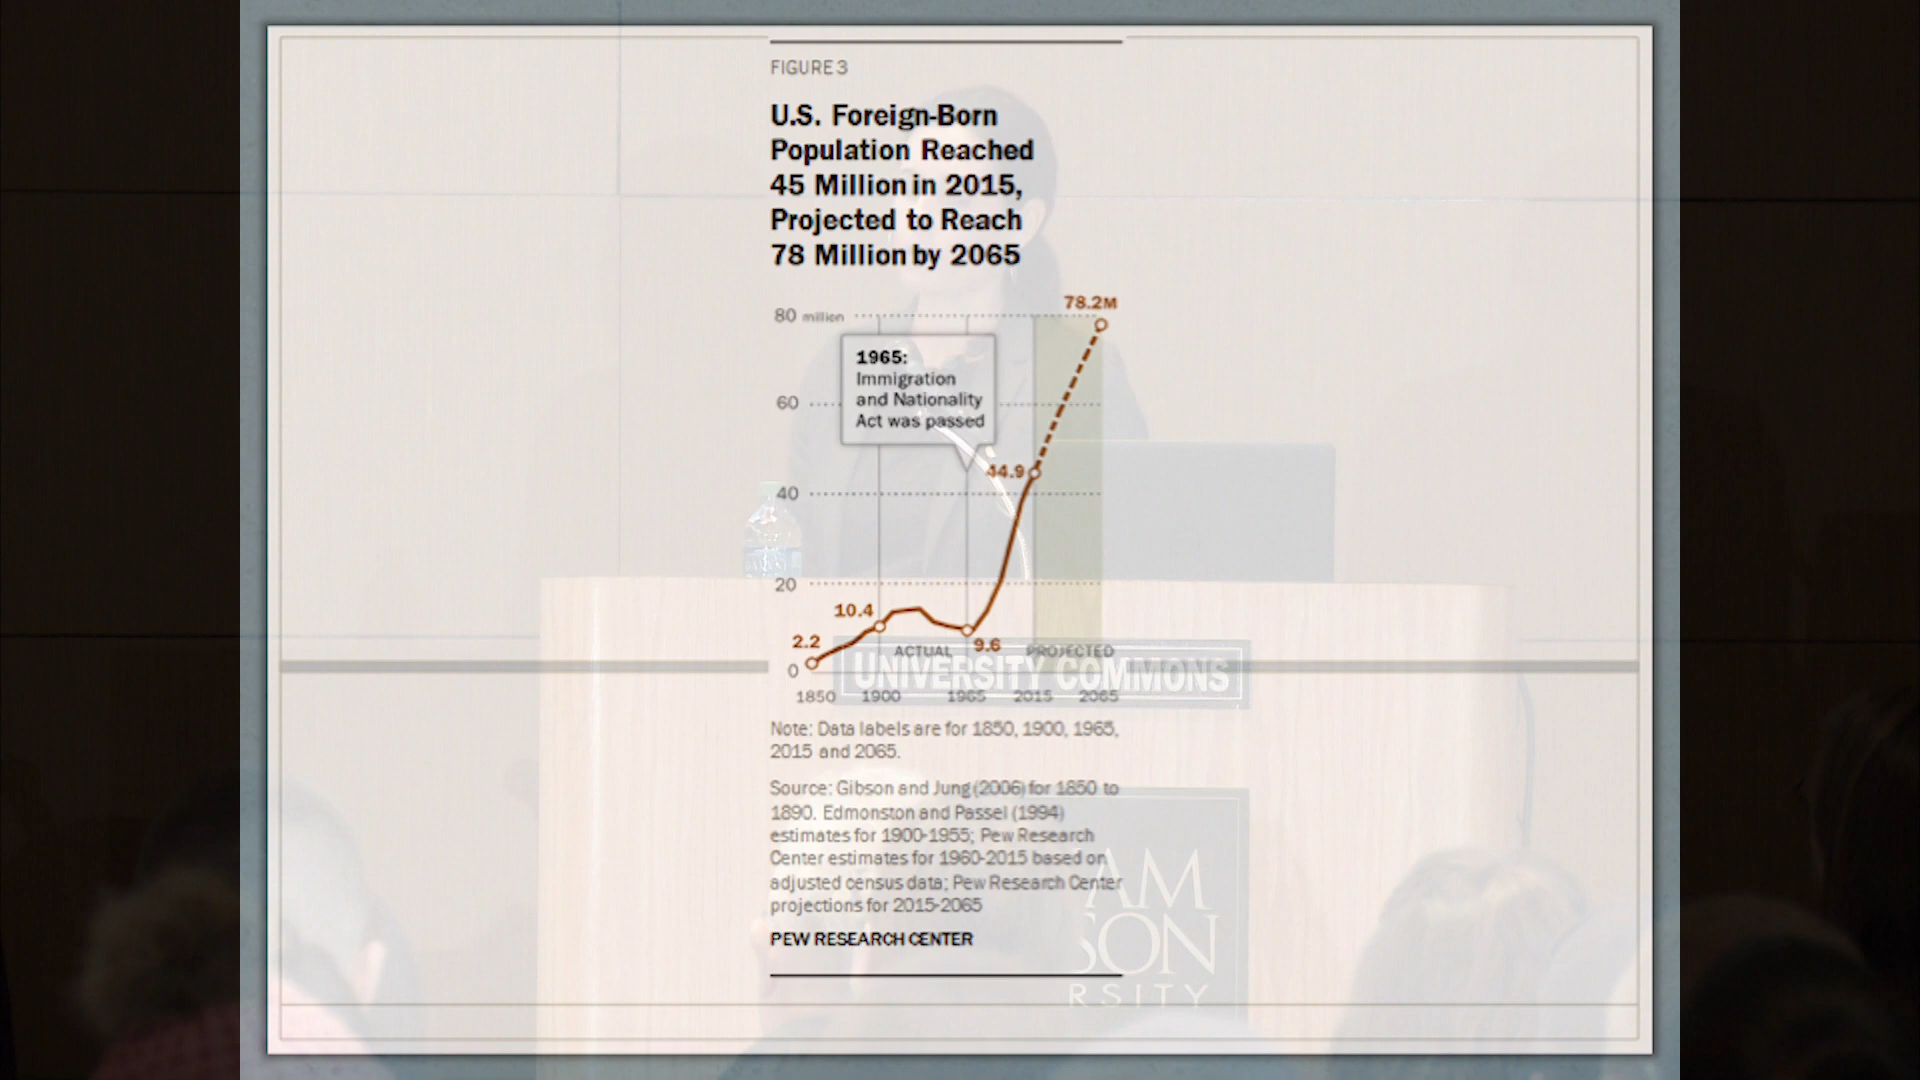 FIGURE 3
U.S. Foreign-Born
Population Reached
45 Million in 2015,
Projected to Reach
78 Million by 2065
78.2M
80 million
1965:
Immigration
and Nationality
Act was passed
60
44.9
40
20
10.4
2.2
9.6
ACTUAL
PROJECTED
0
UNIVERSITY COMMONS
1850 1900 1965 2015 2065
Note: Data labels are for 1850, 1900, 1965,
2015 and 2065.
Source: Gibson and Jung (2006) for 1850 to
1890. Edmonston and Passel (1994)
estimates for 1900-1955; Pew Research
Center estimates for 1960-2015 based on
adjusted census data; Pew Research Center
projections for 2015-2065
PEW RESEARCH CENTER
AM
SON
RSITY